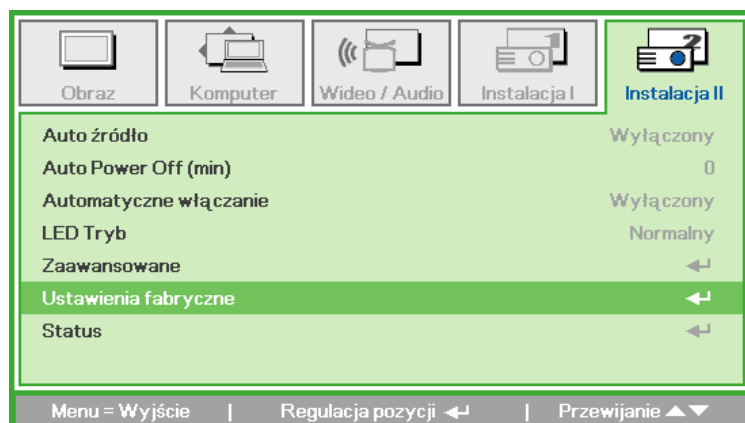 Obraz Komputer Wideo / Audio Instalacja I Instalacja II
Auto źródło Wyłączony
Auto Power Off (min) 0
Automatyczne włączanie Wyłączony
LED Tryb Normalny
Zaawansowane
Ustawienia fabryczne
Status
Menu = Wyjście | Regulacja pozycji | Przewijanie